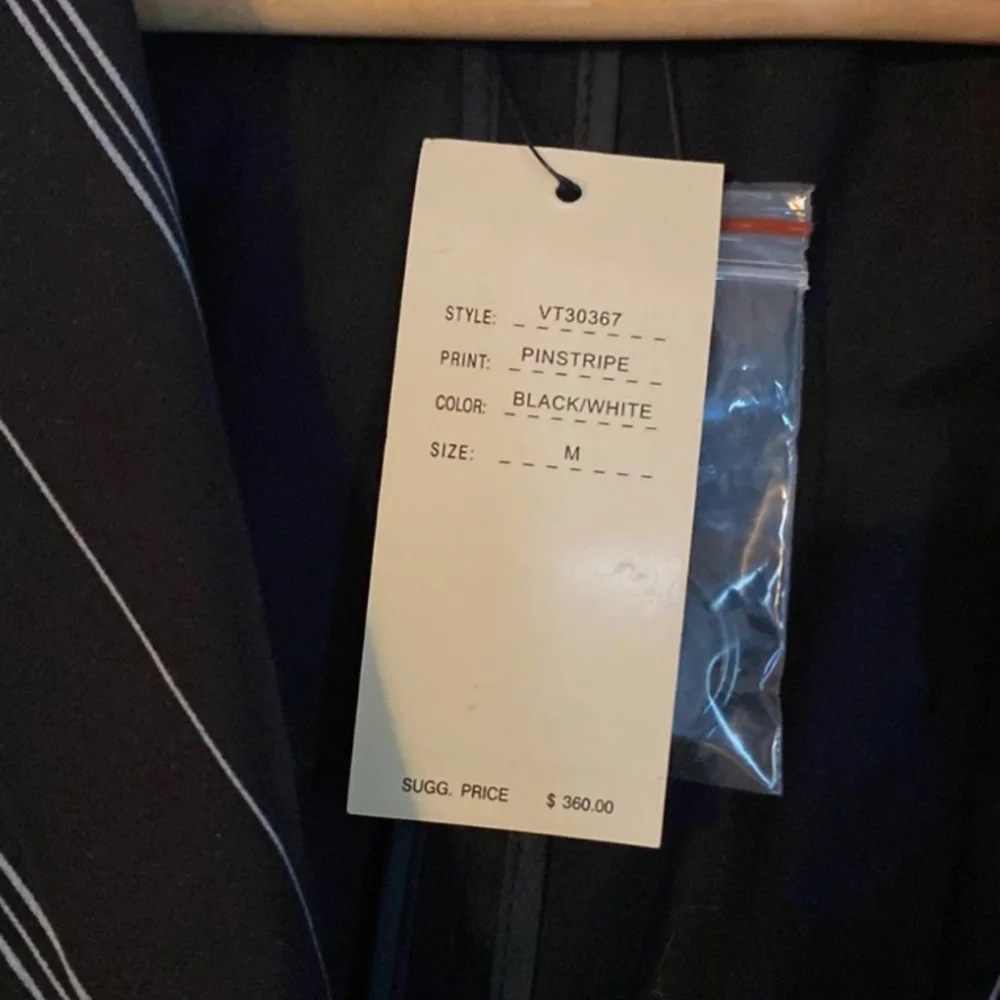 STYLE: VT30367
PRINT: PINSTRIPE
COLOR: BLACK/WHITE
SIZE: M
SUGG. PRICE $ 360.00